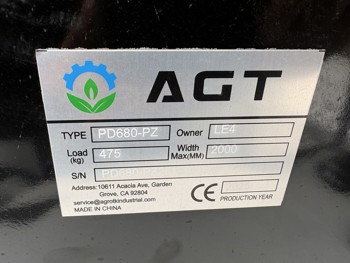 AGT
TYPE PD680-PZ Owner LE4
Load (kg) 475 Width Max(MM) 2000
S/N
Address:10611 Acacia Ave, Garden
Grove, CA 92804
service@agrotkindustrial.com
MADE IN CHINA
CE PRODUCTION YEAR